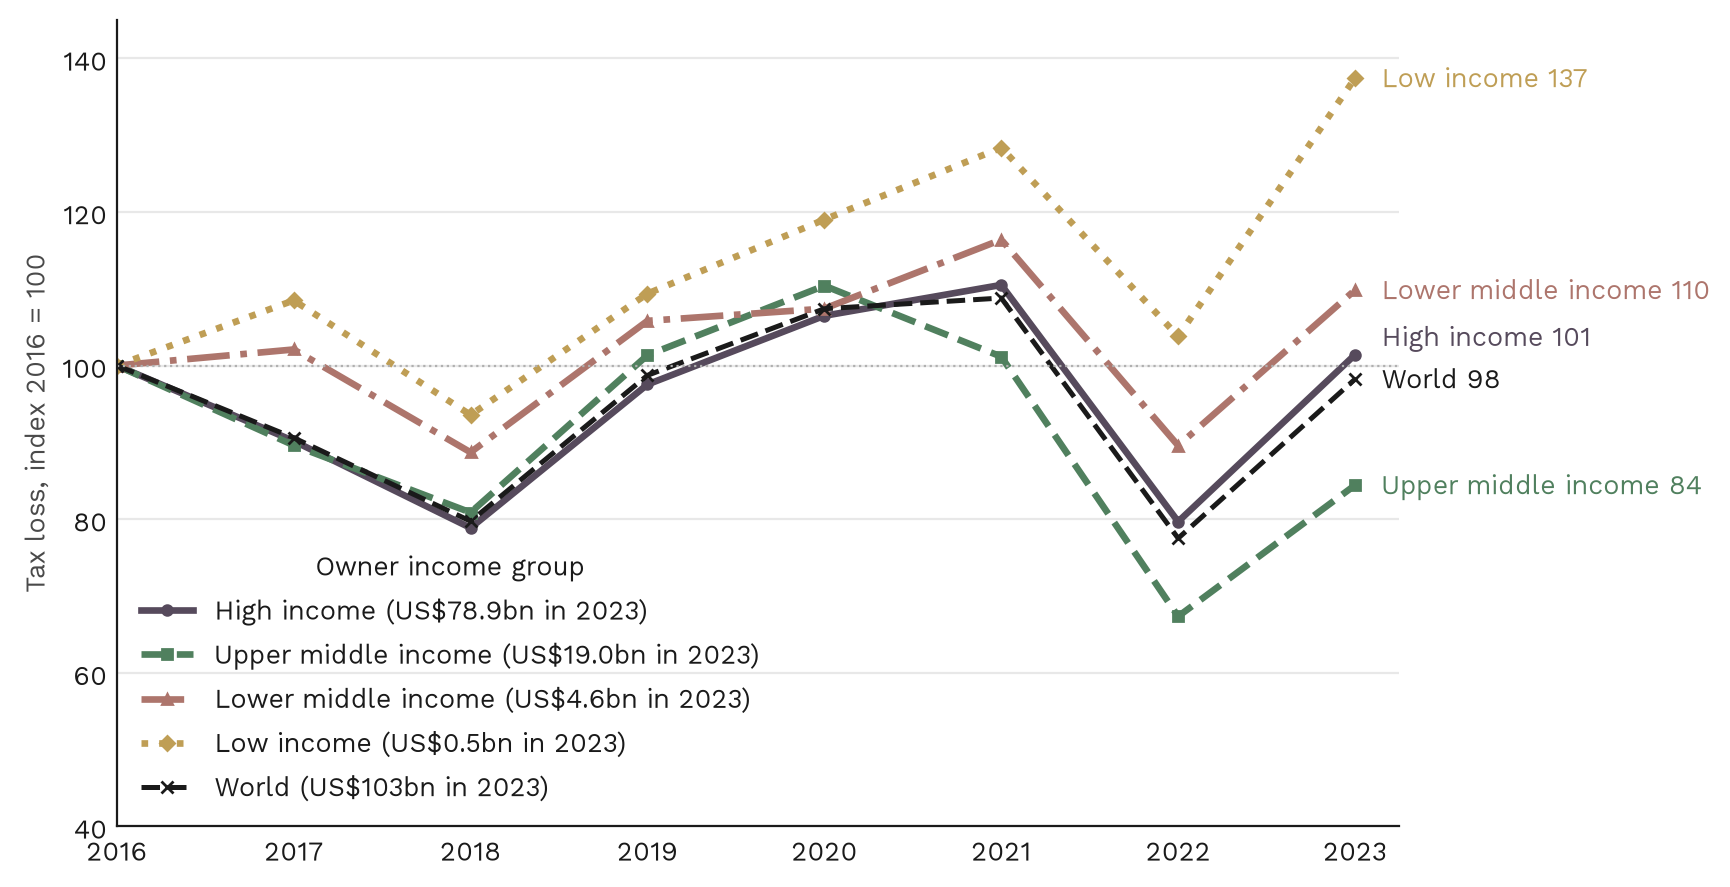 Tax loss, index 2016 = 100
140
120
100
80
60
40
2016
2017
2018
2019
2020
2021
2022
2023
Low income 137
Lower middle income 110
High income 101
World 98
Upper middle income 84
Owner income group
High income (US$78.9bn in 2023)
Upper middle income (US$19.0bn in 2023)
Lower middle income (US$4.6bn in 2023)
Low income (US$0.5bn in 2023)
World (US$103bn in 2023)